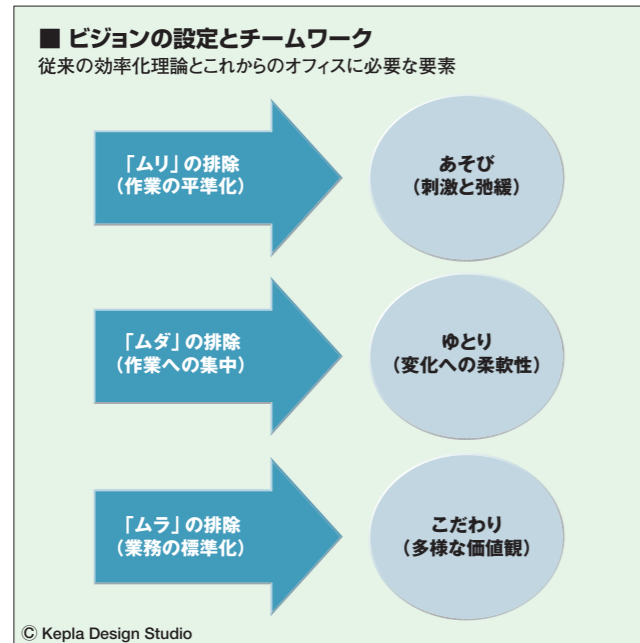 ■ ビジョンの設定とチームワーク
従来の効率化理論とこれからのオフィスに必要な要素
「ムリ」の排除
(作業の平準化)
あそび
(刺激と弛緩)
「ムダ」の排除
(作業への集中)
ゆとり
(変化への柔軟性)
「ムラ」の排除
(業務の標準化)
こだわり
(多様な価値観)
© Kepla Design Studio